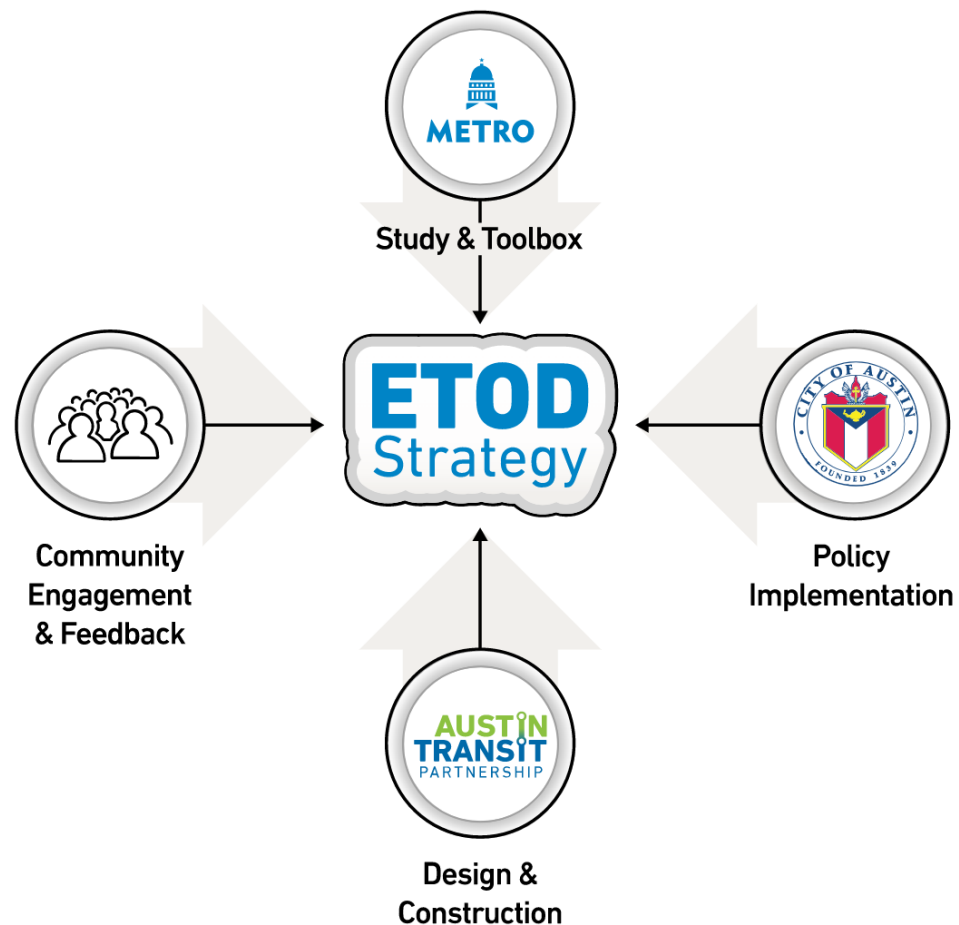 METRO
Study & Toolbox
ETOD
Strategy
Community
Engagement
& Feedback
CITY OF AUSTIN
FOUNDED 1839
Policy
Implementation
AUSTIN
TRANSIT
PARTNERSHIP
Design &
Construction